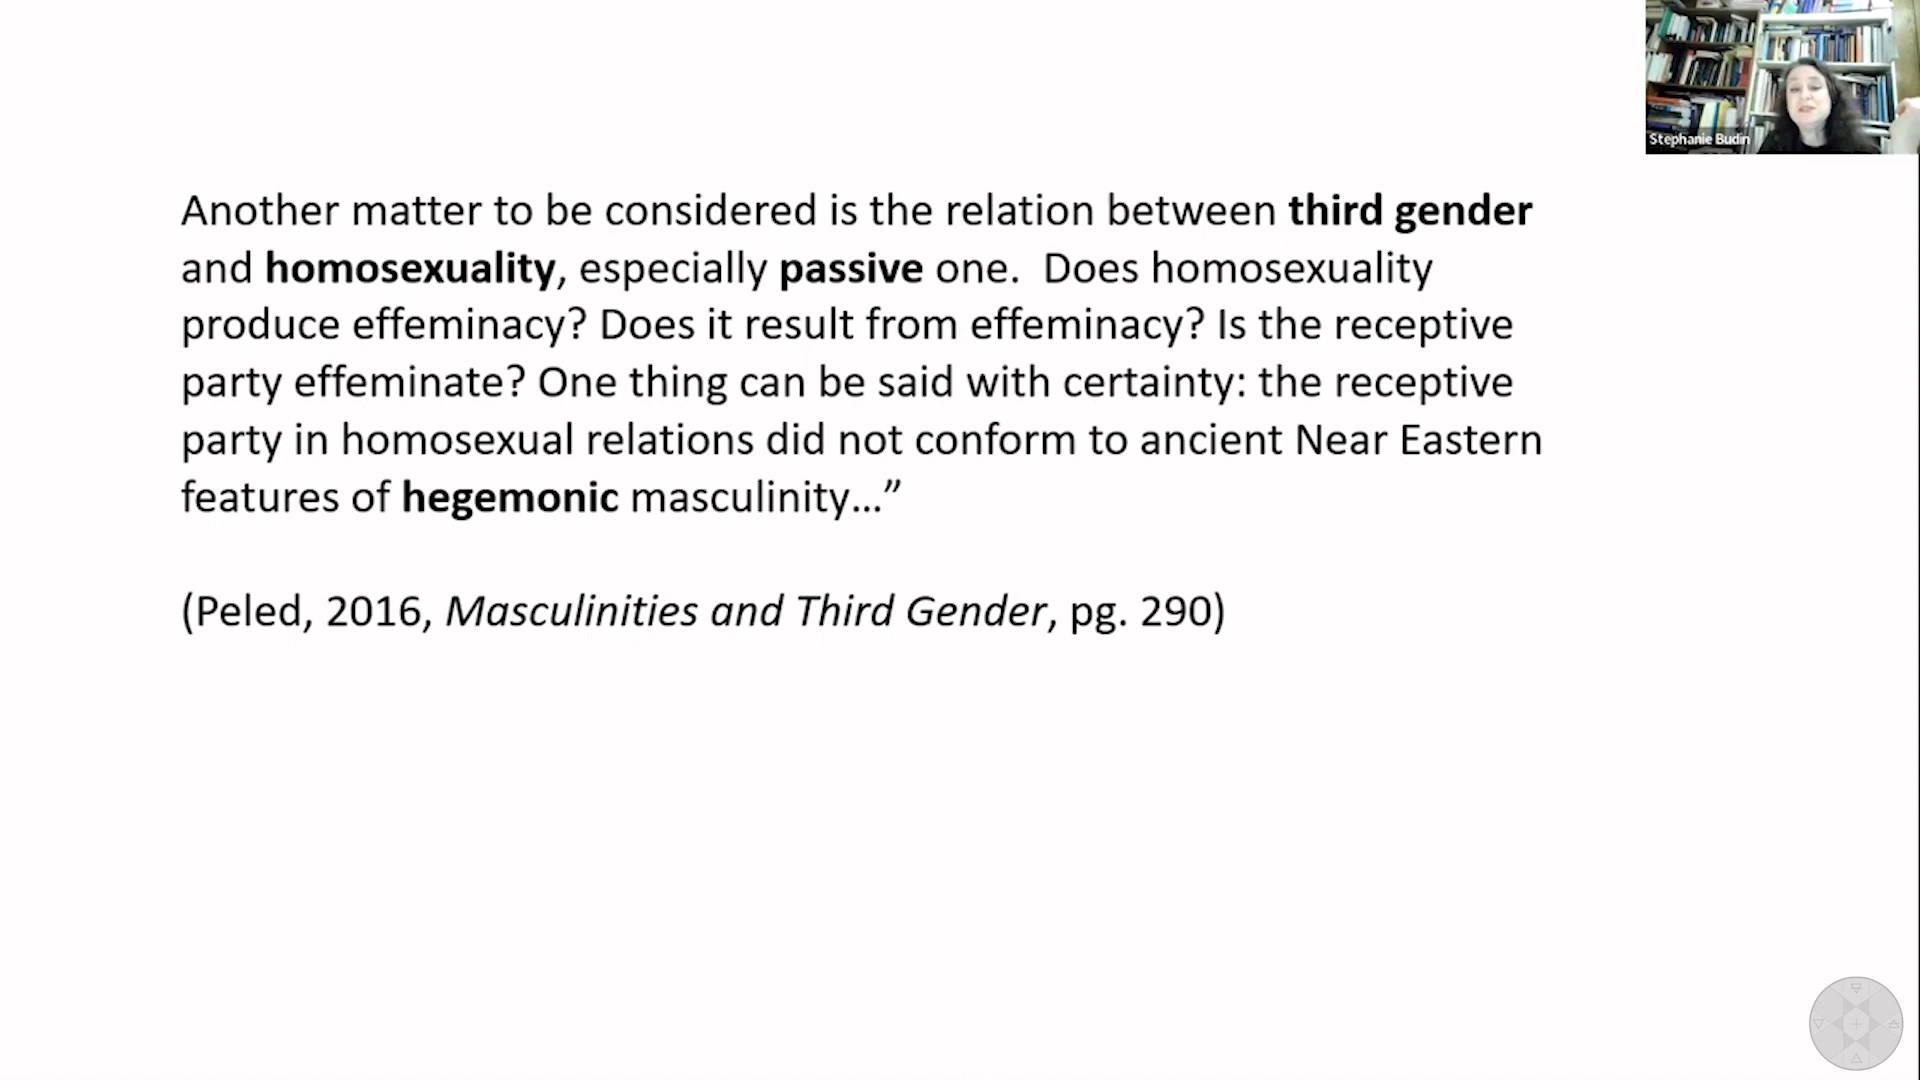 Stephanie Budin
Another matter to be considered is the relation between third gender
and homosexuality, especially passive one.  Does homosexuality
produce effeminacy? Does it result from effeminacy? Is the receptive
party effeminate? One thing can be said with certainty: the receptive
party in homosexual relations did not conform to ancient Near Eastern
features of hegemonic masculinity…”
(Peled, 2016, Masculinities and Third Gender, pg. 290)